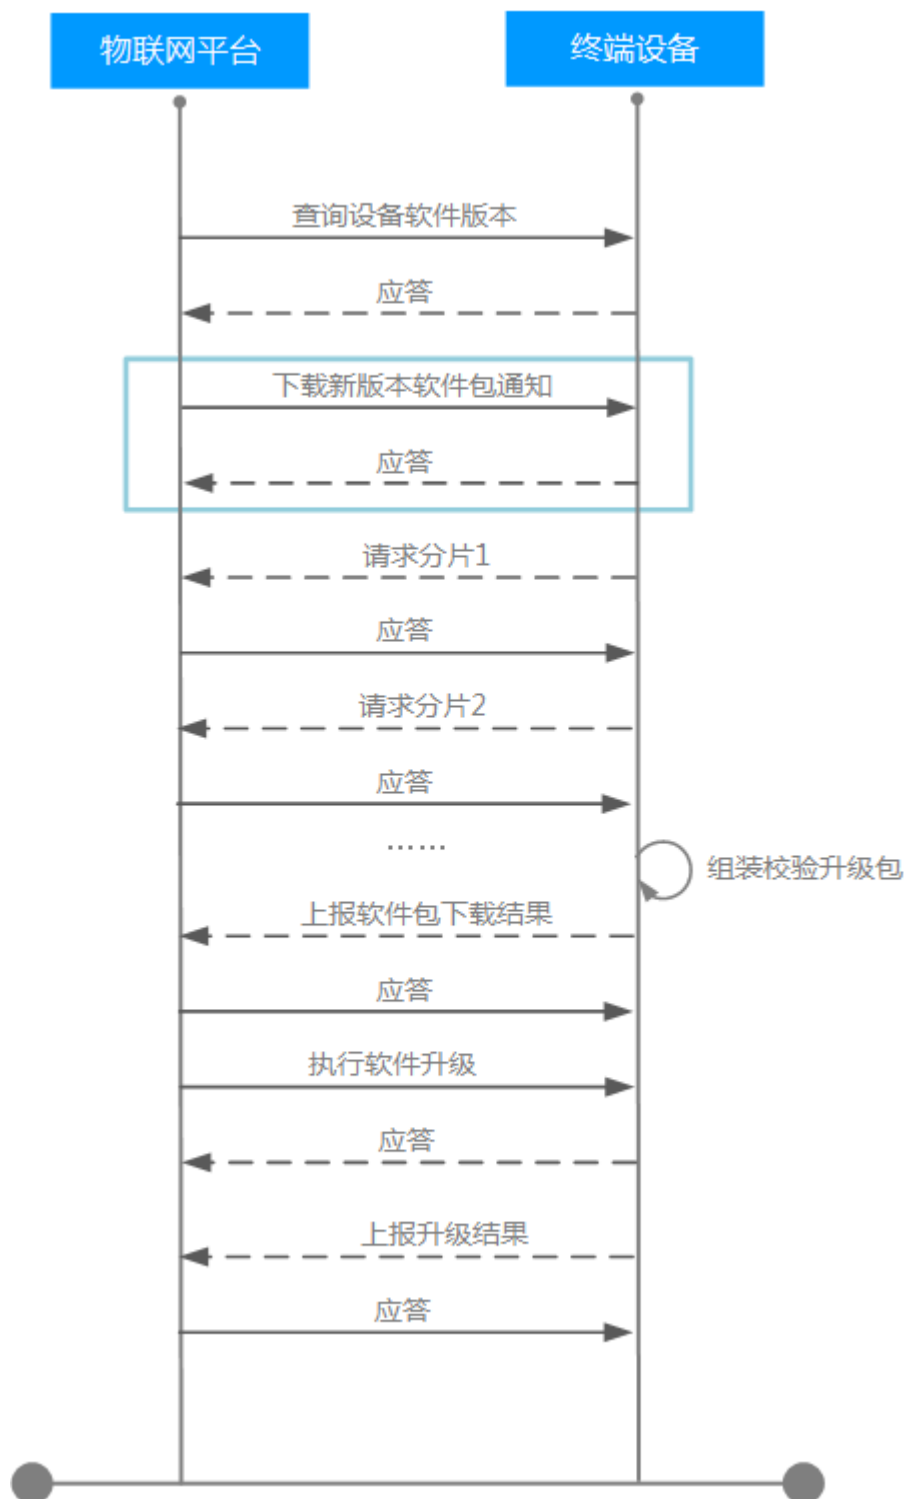 物联网平台
终端设备
查询设备软件版本
应答
下载新版本软件包通知
应答
请求分片1
应答
请求分片2
应答
……
组装校验升级包
上报软件包下载结果
应答
执行软件升级
应答
上报升级结果
应答